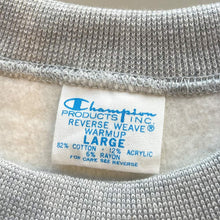 Champion
PRODUCTS INC.
REVERSE WEAVE®
WARMUP
LARGE
82% COTTON · 12% ACRYLIC
6% RAYON
FOR CARE SEE REVERSE